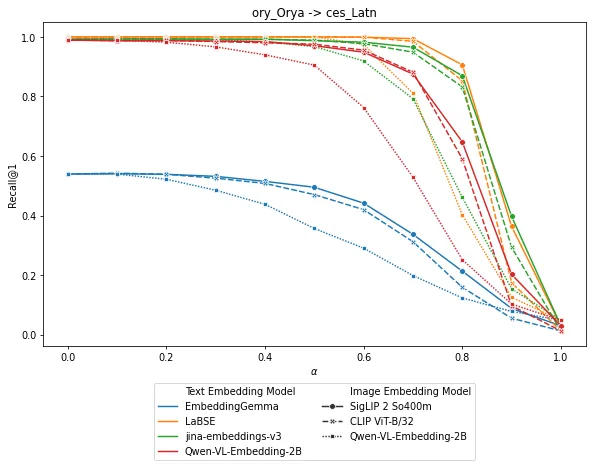 ory_Orya -> ces_Latn
Recall@1
1.0
0.8
0.6
0.4
0.2
0.0
0.0 0.2 0.4 0.6 0.8 1.0
α
Text Embedding Model
EmbeddingGemma
LaBSE
jina-embeddings-v3
Qwen-VL-Embedding-2B
Image Embedding Model
SigLIP 2 So400m
CLIP ViT-B/32
Qwen-VL-Embedding-2B